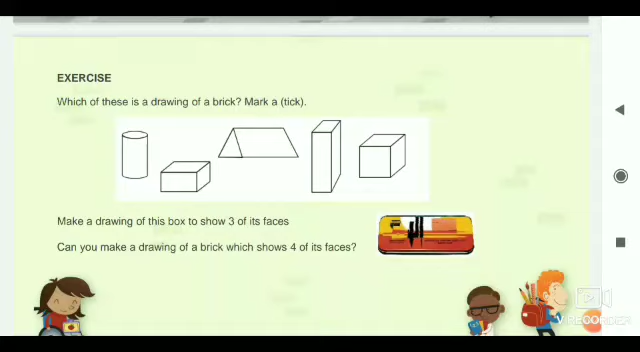 EXERCISE
Which of these is a drawing of a brick? Mark a (tick).
Make a drawing of this box to show 3 of its faces
Can you make a drawing of a brick which shows 4 of its faces?
V RECORDER